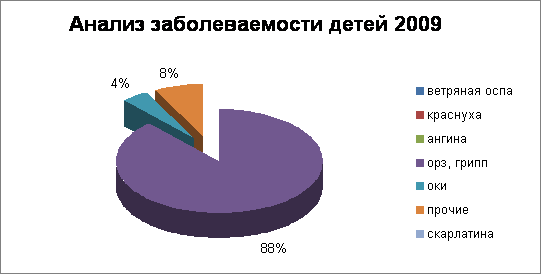 Анализ заболеваемости детей 2009
8%
4%
88%
ветряная оспа
краснуха
ангина
орз, грипп
оки
прочие
скарлатина